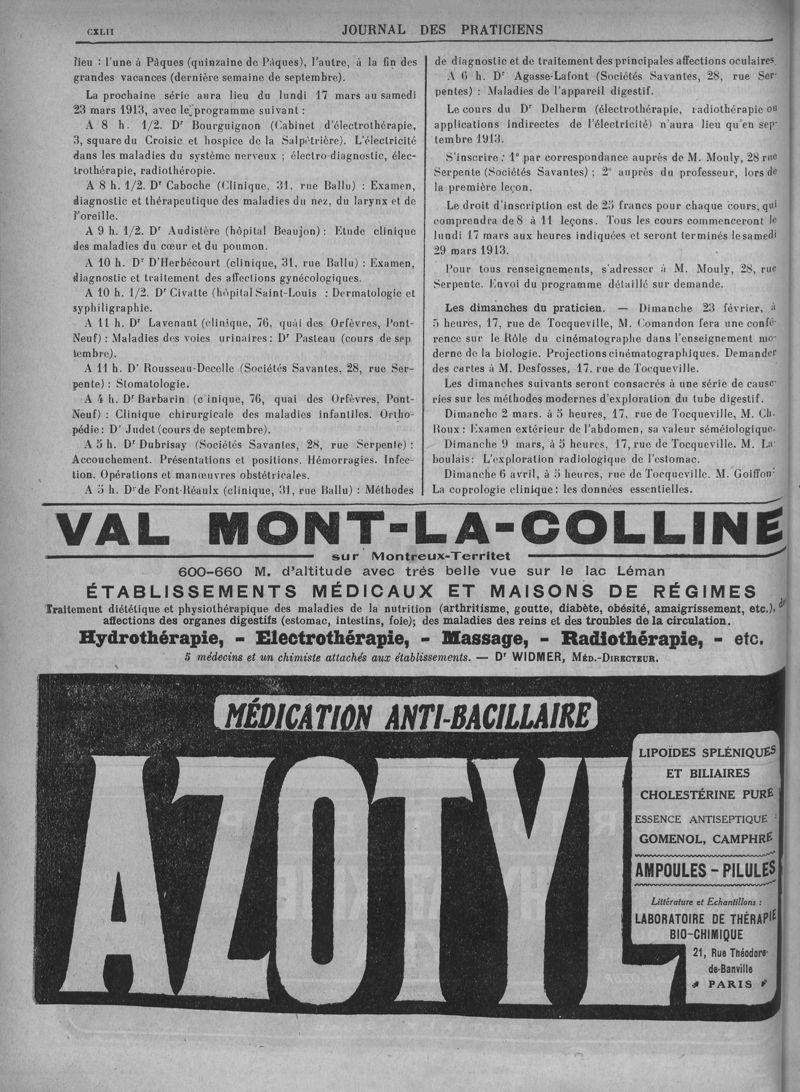 CXLII
JOURNAL DES PRATICIENS
lieu : l'une à Pâques (quinzaine de Pâques), l'autre, à la fin des
grandes vacances (dernière semaine de septembre).
La prochaine série aura lieu du lundi 17 mars au samedi
23 mars 1913, avec le programme suivant :
A 8 h. 1/2. Dr Bourguignon (Cabinet d'électrothérapie,
3, square du Croisic et hospice de la Salpêtrière). L'électricité
dans les maladies du système nerveux ; électro-diagnostic, élec-
trothérapie, radiothérapie.
A 8 h. 1/2. Dr Caboche (Clinique, 31, rue Ballu) : Examen,
diagnostic et thérapeutique des maladies du nez, du larynx et de
l'oreille.
A 9 h. 1/2. Dr Audistère (hôpital Beaujon) : Etude clinique
des maladies du cœur et du poumon.
A 10 h. Dr D'Herbécourt (clinique, 31, rue Ballu) : Examen,
diagnostic et traitement des affections gynécologiques.
A 10 h. 1/2. Dr Civatte (hôpital Saint-Louis : Dermatologie et
syphiligraphie.
A 11 h. Dr Lavenant (clinique, 76, quai des Orfèvres, Pont-
Neuf) : Maladies des voies urinaires : Dr Pasteau (cours de sep
tembre).
A 11 h. Dr Rousseau-Decelle (Sociétés Savantes, 28, rue Ser-
pente) : Stomatologie.
A 4 h. Dr Barbarin (c inique, 76, quai des Orfèvres, Pont-
Neuf) : Clinique chirurgicale des maladies infantiles. Ortho-
pédie : Dr Judet (cours de septembre).
A 5 h. Dr Dubrisay (Sociétés Savantes, 28, rue Serpente) :
Accouchement. Présentations et positions. Hémorragies. Infec-
tion. Opérations et manœuvres obstétricales.
A 5 h. Dr de Font-Réaulx (clinique, 31, rue Ballu) : Méthodes
de diagnostic et de traitement des principales affections oculaires.
A 6 h. Dr Agasse-Lafont (Sociétés Savantes, 28, rue Ser-
pentes) : Maladies de l'appareil digestif.
Le cours du Dr Delherm (électrothérapie, radiothérapie ou
applications indirectes de l'électricité) n'aura lieu qu'en sep-
tembre 1913.
S'inscrire : 1° par correspondance auprès de M. Mouly, 28 rue
Serpente (Sociétés Savantes) ; 2° auprès du professeur, lors de
la première leçon.
Le droit d'inscription est de 25 francs pour chaque cours, qui
comprendra de 8 à 11 leçons. Tous les cours commenceront le
lundi 17 mars aux heures indiquées et seront terminés le samedi
29 mars 1913.
Pour tous renseignements, s'adresser à M. Mouly, 28, rue
Serpente. Envoi du programme détaillé sur demande.
Les dimanches du praticien. — Dimanche 23 février, à
5 heures, 17, rue de Tocqueville, M. Comandon fera une confé-
rence sur le Rôle du cinématographe dans l'enseignement mo-
derne de la biologie. Projections cinématographiques. Demander
des cartes à M. Desfosses, 17, rue de Tocqueville.
Les dimanches suivants seront consacrés à une série de cause-
ries sur les méthodes modernes d'exploration du tube digestif.
Dimanche 2 mars. à 5 heures, 17, rue de Tocqueville, M. Ch.
Roux : Examen extérieur de l'abdomen, sa valeur séméiologique.
Dimanche 9 mars, à 5 heures, 17, rue de Tocqueville. M. La-
boulais : L'exploration radiologique de l'estomac.
Dimanche 6 avril, à 5 heures, rue de Tocqueville. M. Goiffon :
La coprologie clinique : les données essentielles.
VAL MONT-LA-COLLINE
sur Montreux-Territet
600-660 M. d'altitude avec très belle vue sur le lac Léman
ÉTABLISSEMENTS MÉDICAUX ET MAISONS DE RÉGIMES
Traitement diététique et physiothérapique des maladies de la nutrition (arthritisme, goutte, diabète, obésité, amaigrissement, etc.), de
affections des organes digestifs (estomac, intestins, foie); des maladies des reins et des troubles de la circulation.
Hydrothérapie, - Electrothérapie, - Massage, - Radiothérapie, - etc.
5 médecins et un chimiste attachés aux établissements. — Dr WIDMER, MÉD.-DIRECTEUR.
MÉDICATION ANTI-BACILLAIRE
AZOTYL
LIPOÏDES SPLÉNIQUES
ET BILIAIRES
CHOLESTÉRINE PURE
ESSENCE ANTISEPTIQUE :
GOMENOL, CAMPHRE
AMPOULES - PILULES
Littérature et Echantillons :
LABORATOIRE DE THÉRAPIE
BIO-CHIMIQUE
21, Rue Théodore-
de-Banville
PARIS